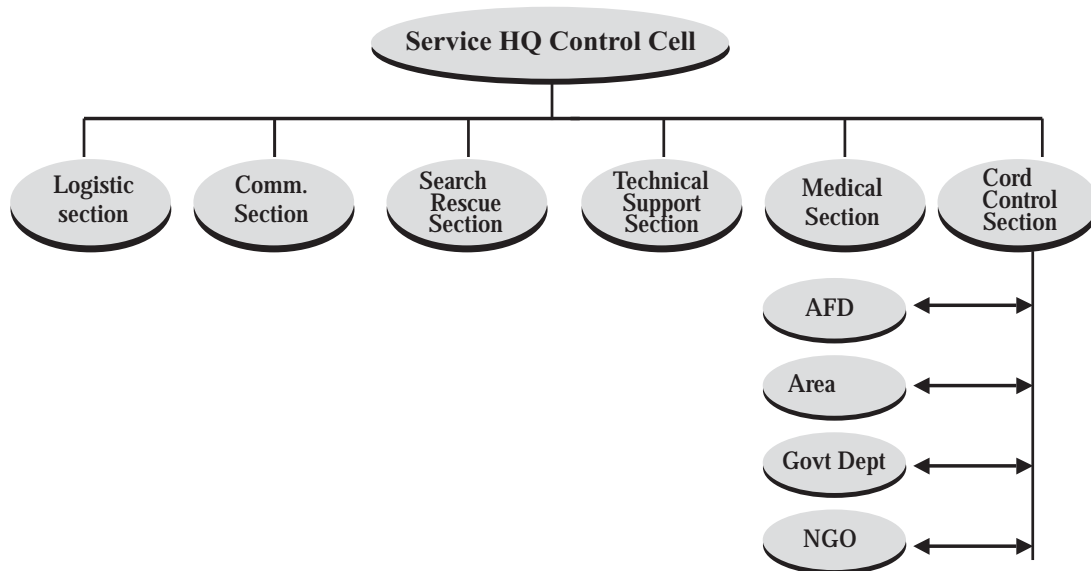 Service HQ Control Cell
Logistic
section
Comm.
Section
Search
Rescue
Section
Technical
Support
Section
Medical
Section
Cord
Control
Section
AFD
Area
Govt Dept
NGO